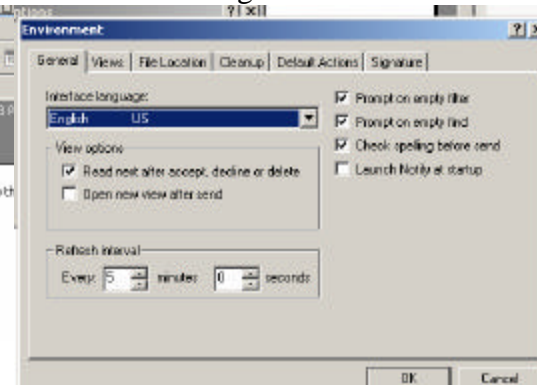 Options
Environment
General Views File Location Cleanup Default Actions Signature
Interface language:
English US
Prompt on empty filter
Prompt on empty find
Check spelling before send
Launch Notify at startup
View options
Read next after accept, decline or delete
Open new view after send
Refresh interval
Every: 5 minutes 0 seconds
OK Cancel